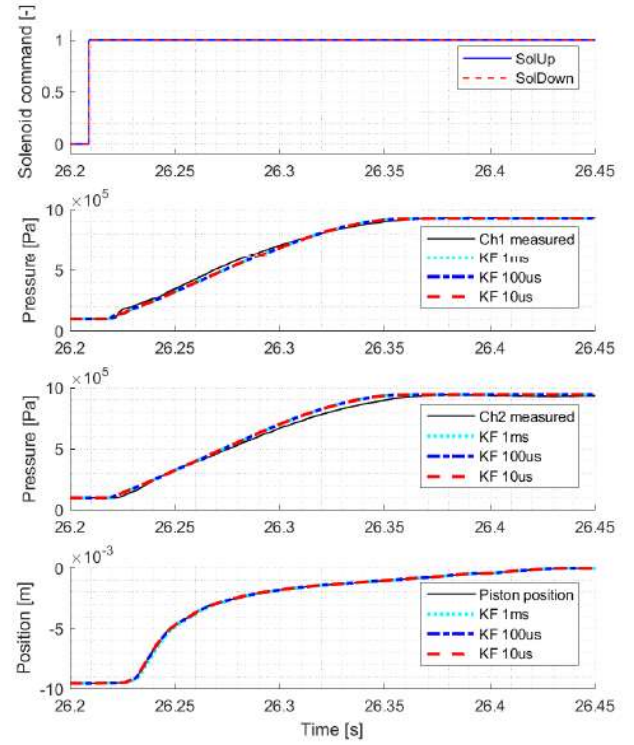 Solenoid command [-]
1
0.5
0
SolUp
SolDown
26.2 26.25 26.3 26.35 26.4 26.45
×10^5
Pressure [Pa]
10
5
0
Ch1 measured
KF 1ms
KF 100us
KF 10us
26.2 26.25 26.3 26.35 26.4 26.45
×10^5
Pressure [Pa]
10
5
0
Ch2 measured
KF 1ms
KF 100us
KF 10us
26.2 26.25 26.3 26.35 26.4 26.45
×10^-3
Position [m]
0
-5
-10
Piston position
KF 1ms
KF 100us
KF 10us
26.2 26.25 26.3 26.35 26.4 26.45
Time [s]